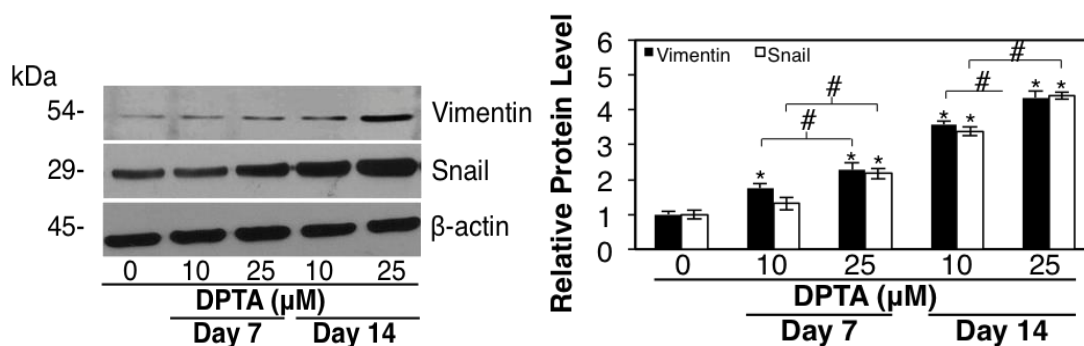 kDa
54-
Vimentin
29-
Snail
45-
β-actin
0 10 25 10 25
DPTA (μM)
Day 7 Day 14
Relative Protein Level
6
5
4
3
2
1
0
Vimentin Snail
#
#
#
#
* * * * * * *
0 10 25 10 25
DPTA (μM)
Day 7 Day 14